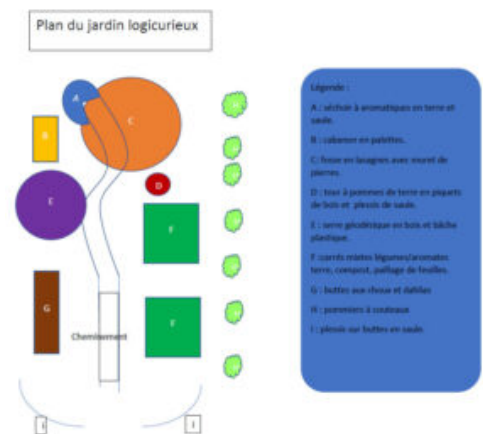 Plan du jardin logicurieux
A
C
B
D
E
F
G
F
Cheminement
i
I
Légende :
A : séchoir à aromatiques en terre et
saule.
B : cabanon en palettes.
C: fosse en lasagnes avec muret de
pierres.
D : tour à pommes de terre en piquets
de bois et plessis de saule.
E : serre géodésique en bois et bâche
plastique.
F :carrés mixtes légumes/aromates
terre, compost, paillage de feuilles.
G : buttes aux choux et dahlias
H : pommiers à couteaux
I : plessis sur buttes en saule.